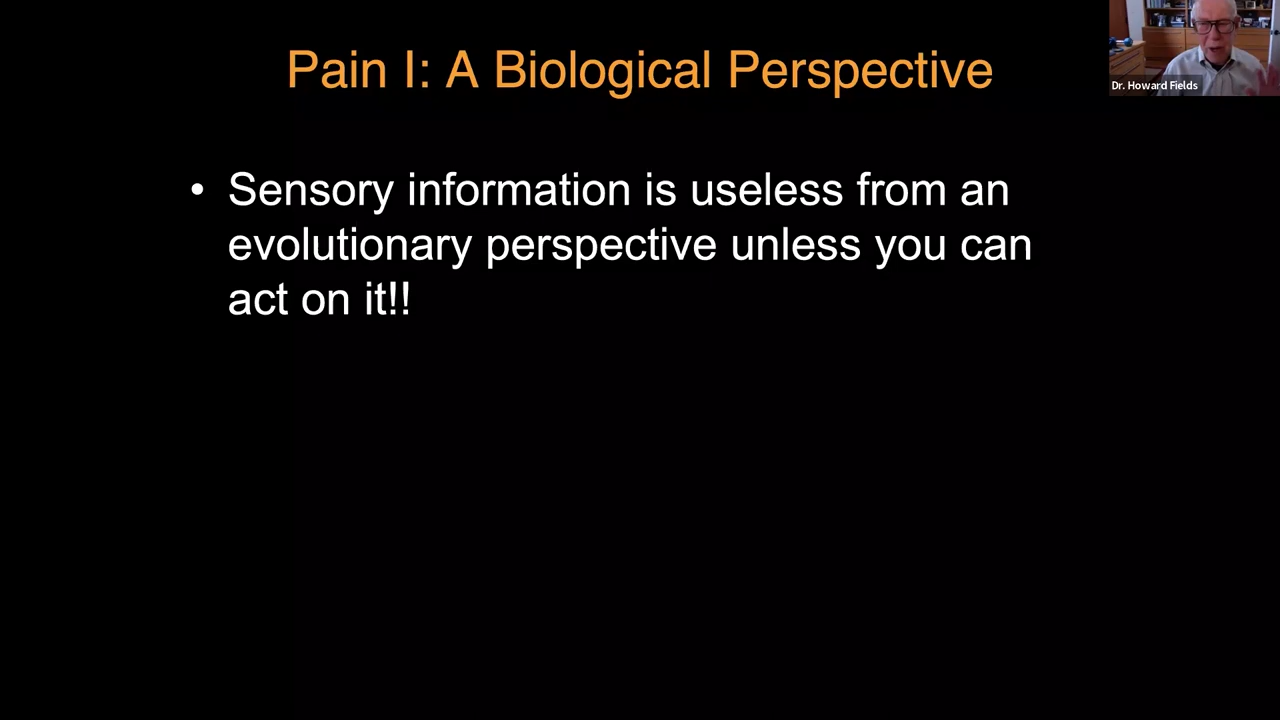 Pain I: A Biological Perspective
Dr. Howard Fields
• Sensory information is useless from an
evolutionary perspective unless you can
act on it!!